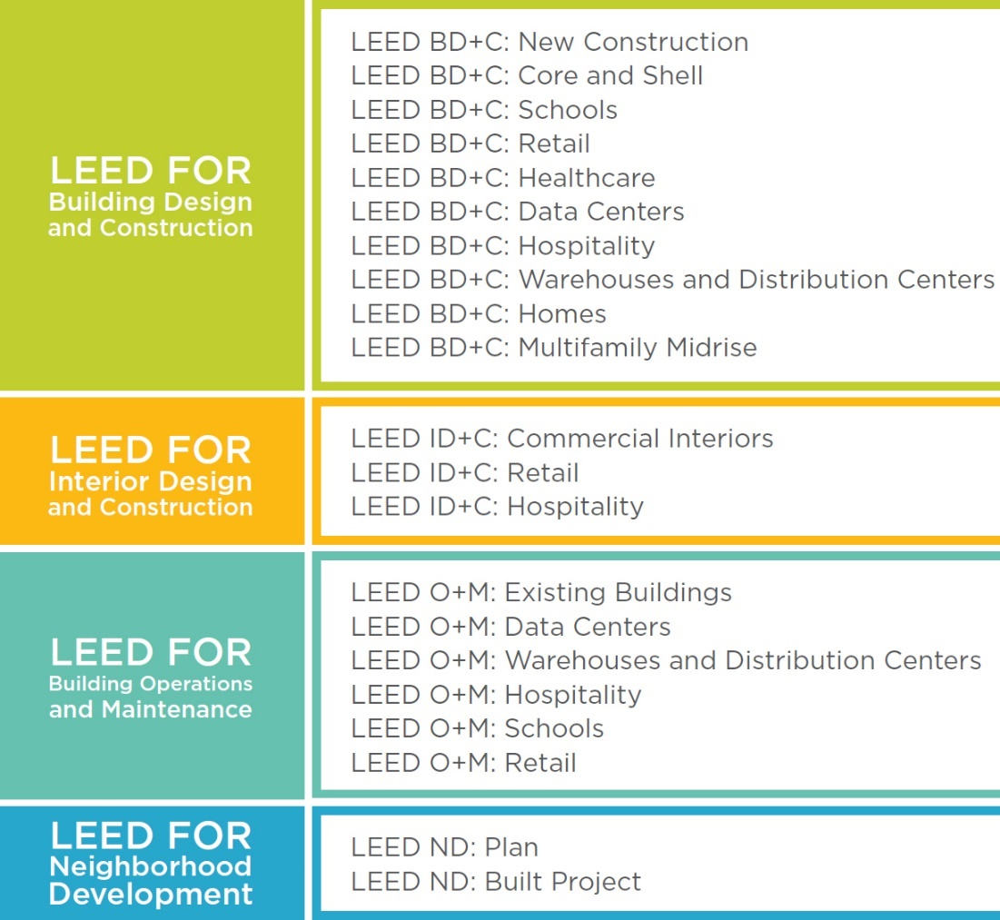 LEED FOR
Building Design
and Construction
LEED BD+C: New Construction
LEED BD+C: Core and Shell
LEED BD+C: Schools
LEED BD+C: Retail
LEED BD+C: Healthcare
LEED BD+C: Data Centers
LEED BD+C: Hospitality
LEED BD+C: Warehouses and Distribution Centers
LEED BD+C: Homes
LEED BD+C: Multifamily Midrise
LEED FOR
Interior Design
and Construction
LEED ID+C: Commercial Interiors
LEED ID+C: Retail
LEED ID+C: Hospitality
LEED FOR
Building Operations
and Maintenance
LEED O+M: Existing Buildings
LEED O+M: Data Centers
LEED O+M: Warehouses and Distribution Centers
LEED O+M: Hospitality
LEED O+M: Schools
LEED O+M: Retail
LEED FOR
Neighborhood
Development
LEED ND: Plan
LEED ND: Built Project